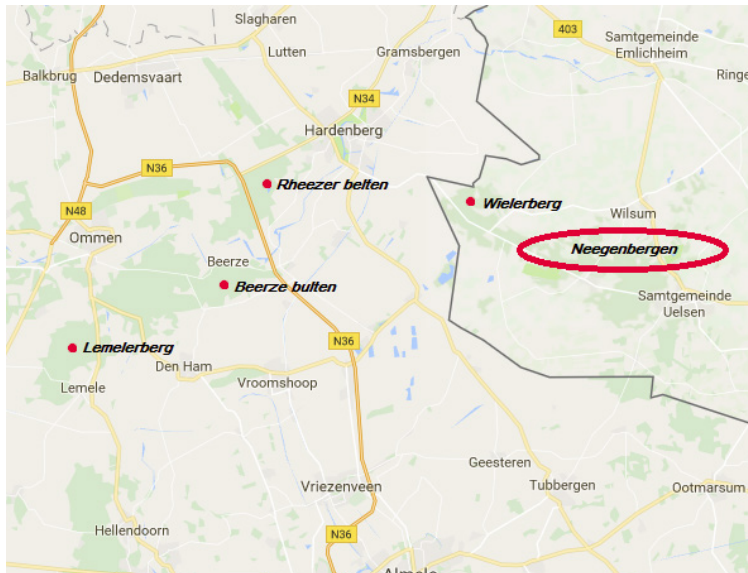 Slagharen
403
Samtgemeinde
Emlichheim
Lutten
Gramsbergen
Balkbrug
Dedemsvaart
Ringe
N34
Hardenberg
N36
Rheezer belten
Wielerberg
N48
Wilsum
Ommen
Neegenbergen
Beerze
Beerze bulten
Samtgemeinde
Uelsen
N36
Lemelerberg
Den Ham
Lemele
Vroomshoop
Geesteren
Vriezenveen
Tubbergen
Ootmarsum
Hellendoorn
N36
Almelo